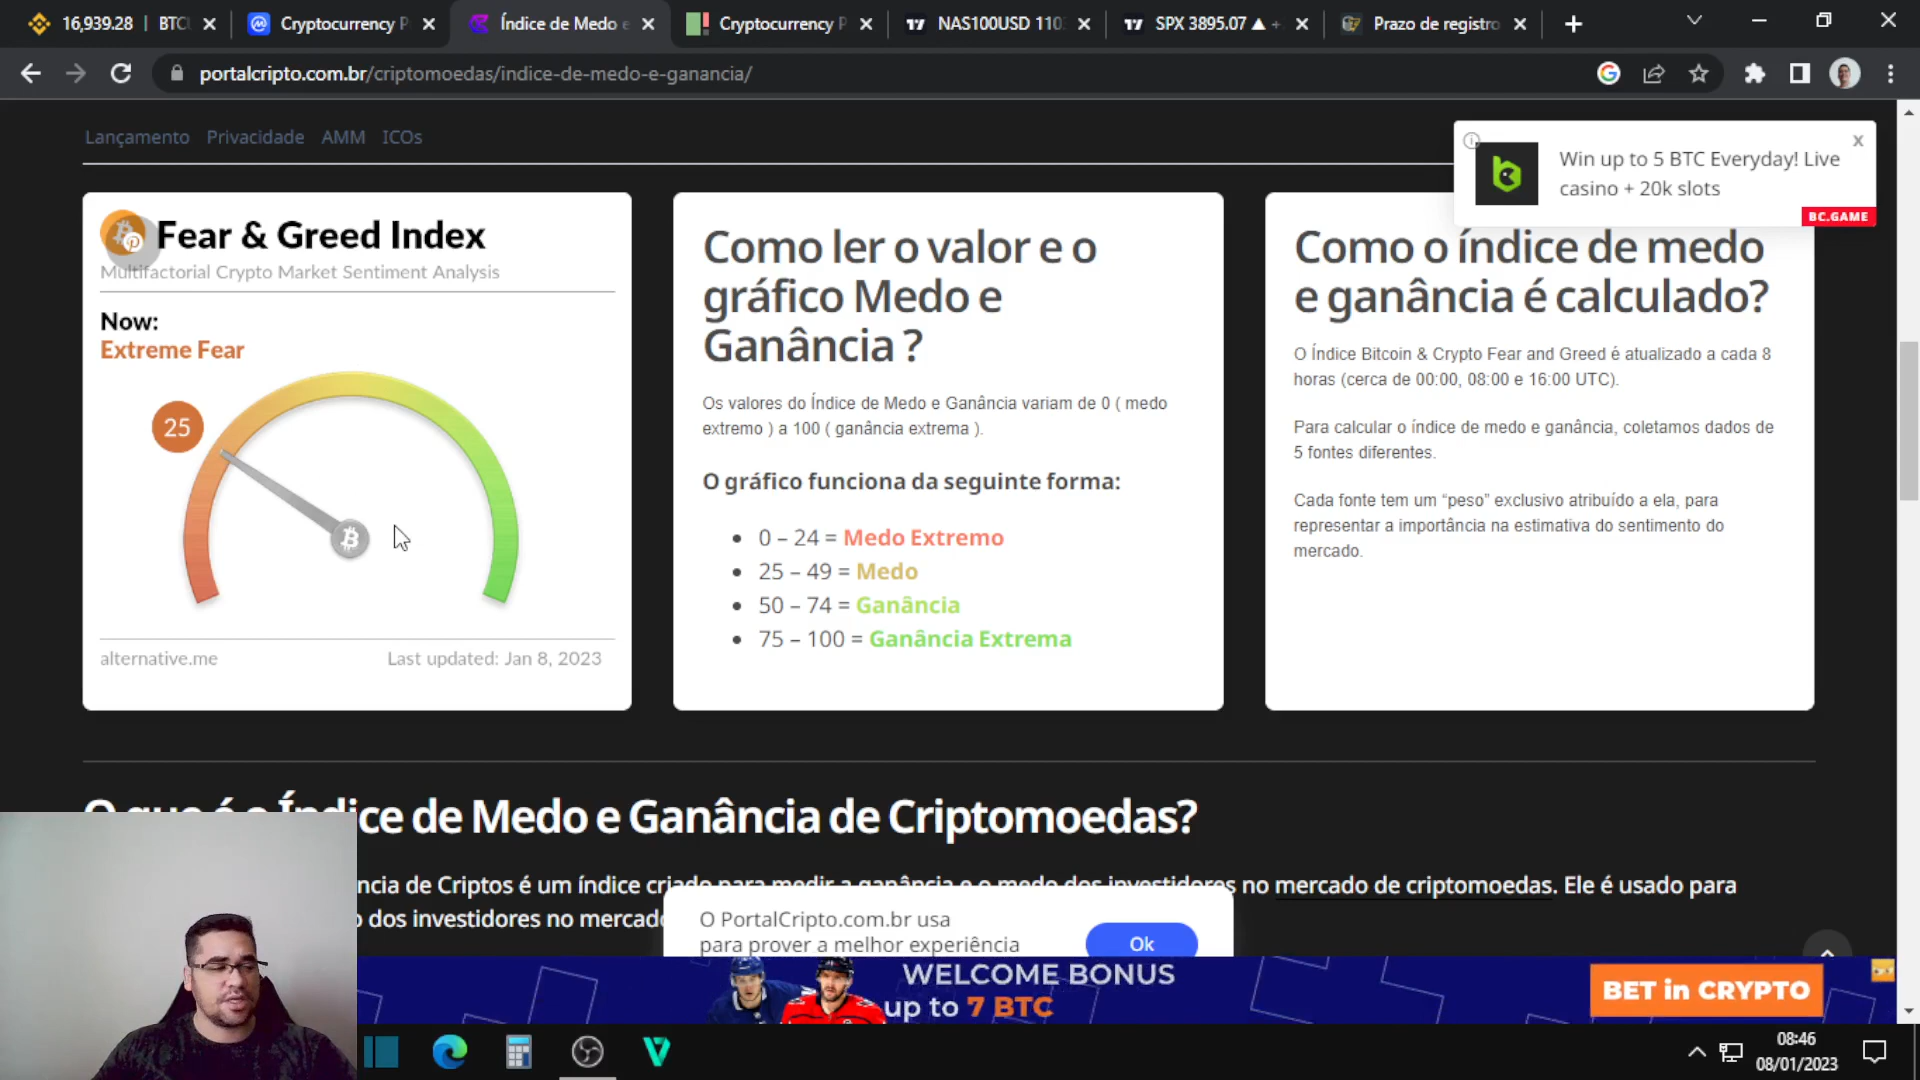 16,939.28 | BTC
Cryptocurrency P
Índice de Medo e
Cryptocurrency P
NAS100USD 110
SPX 3895.07 ▲ +
Prazo de registro
portalcripto.com.br/criptomoedas/indice-de-medo-e-ganancia/
Lançamento Privacidade AMM ICOs
Win up to 5 BTC Everyday! Live
casino + 20k slots
BC.GAME
Fear & Greed Index
Multifactorial Crypto Market Sentiment Analysis
Now:
Extreme Fear
25
alternative.me
Last updated: Jan 8, 2023
Como ler o valor e o
gráfico Medo e
Ganância ?
Os valores do Índice de Medo e Ganância variam de 0 ( medo
extremo ) a 100 ( ganância extrema ).
O gráfico funciona da seguinte forma:
0 – 24 = Medo Extremo
25 – 49 = Medo
50 – 74 = Ganância
75 – 100 = Ganância Extrema
Como o índice de medo
e ganância é calculado?
O Índice Bitcoin & Crypto Fear and Greed é atualizado a cada 8
horas (cerca de 00:00, 08:00 e 16:00 UTC).
Para calcular o índice de medo e ganância, coletamos dados de
5 fontes diferentes.
Cada fonte tem um “peso” exclusivo atribuído a ela, para
representar a importância na estimativa do sentimento do
mercado.
O que é o Índice de Medo e Ganância de Criptomoedas?
ncia de Criptos é um índice criado para medir a ganância e o medo dos investidores no mercado de criptomoedas. Ele é usado para
dos investidores no mercado
O PortalCripto.com.br usa
para prover a melhor experiência
Ok
WELCOME BONUS
up to 7 BTC
BET in CRYPTO
08:46
08/01/2023